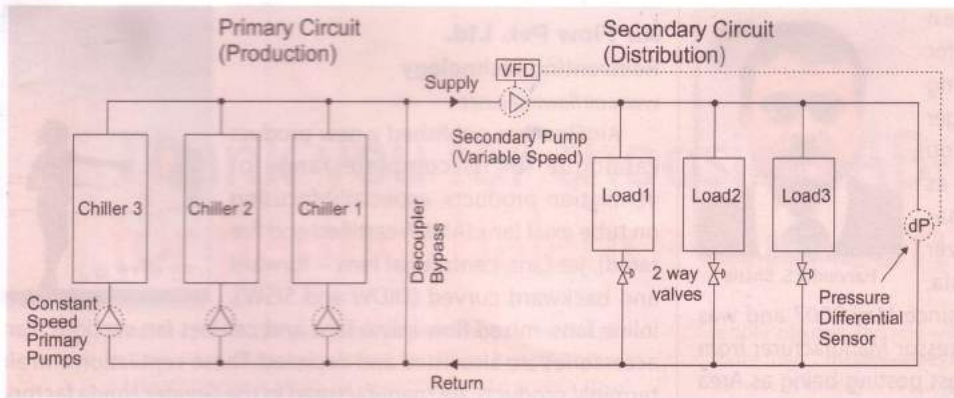 Primary Circuit
(Production)
Secondary Circuit
(Distribution)
Supply
VFD
Secondary Pump
(Variable Speed)
Chiller 3
Chiller 2
Chiller 1
Decoupler
Bypass
Load1
Load2
Load3
dP
2 way
valves
Constant
Speed
Primary
Pumps
Pressure
Differential
Sensor
Return